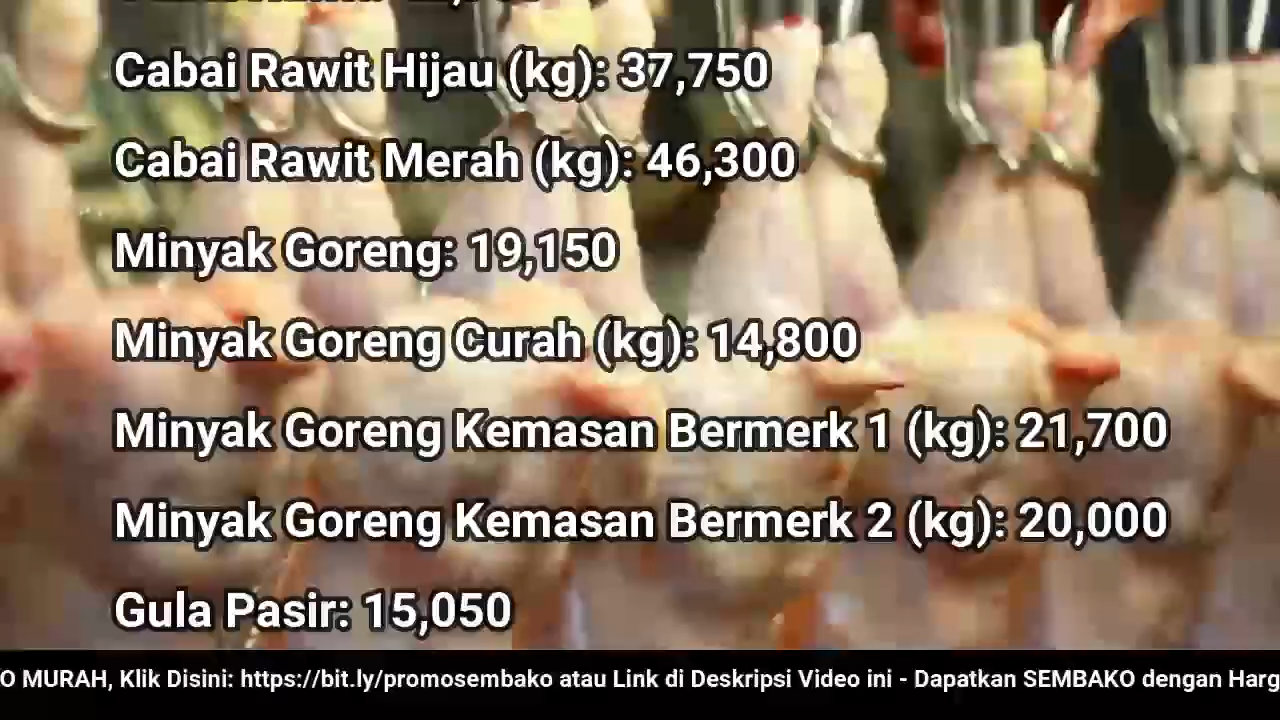 Cabai Rawit Hijau (kg): 37,750
Cabai Rawit Merah (kg): 46,300
Minyak Goreng: 19,150
Minyak Goreng Curah (kg): 14,800
Minyak Goreng Kemasan Bermerk 1 (kg): 21,700
Minyak Goreng Kemasan Bermerk 2 (kg): 20,000
Gula Pasir: 15,050
O MURAH, Klik Disini: https://bit.ly/promosembako atau Link di Deskripsi Video ini - Dapatkan SEMBAKO dengan Harg